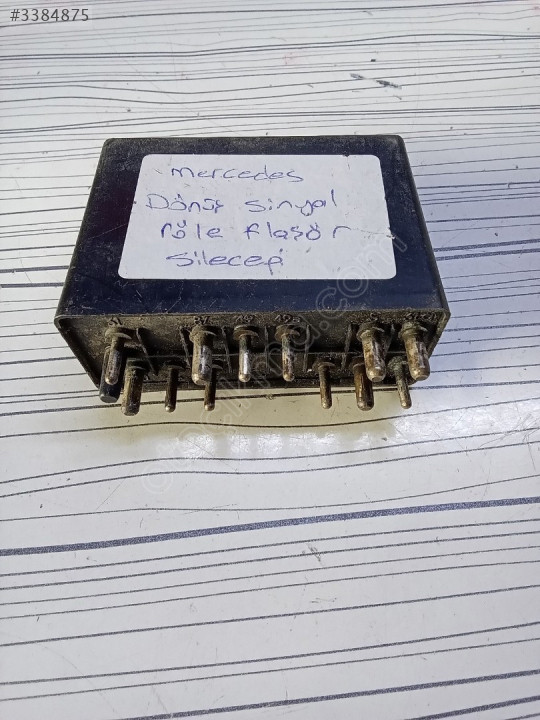 #3384875
mercedes
Dönüş sinyal
röle flaşör
silecep